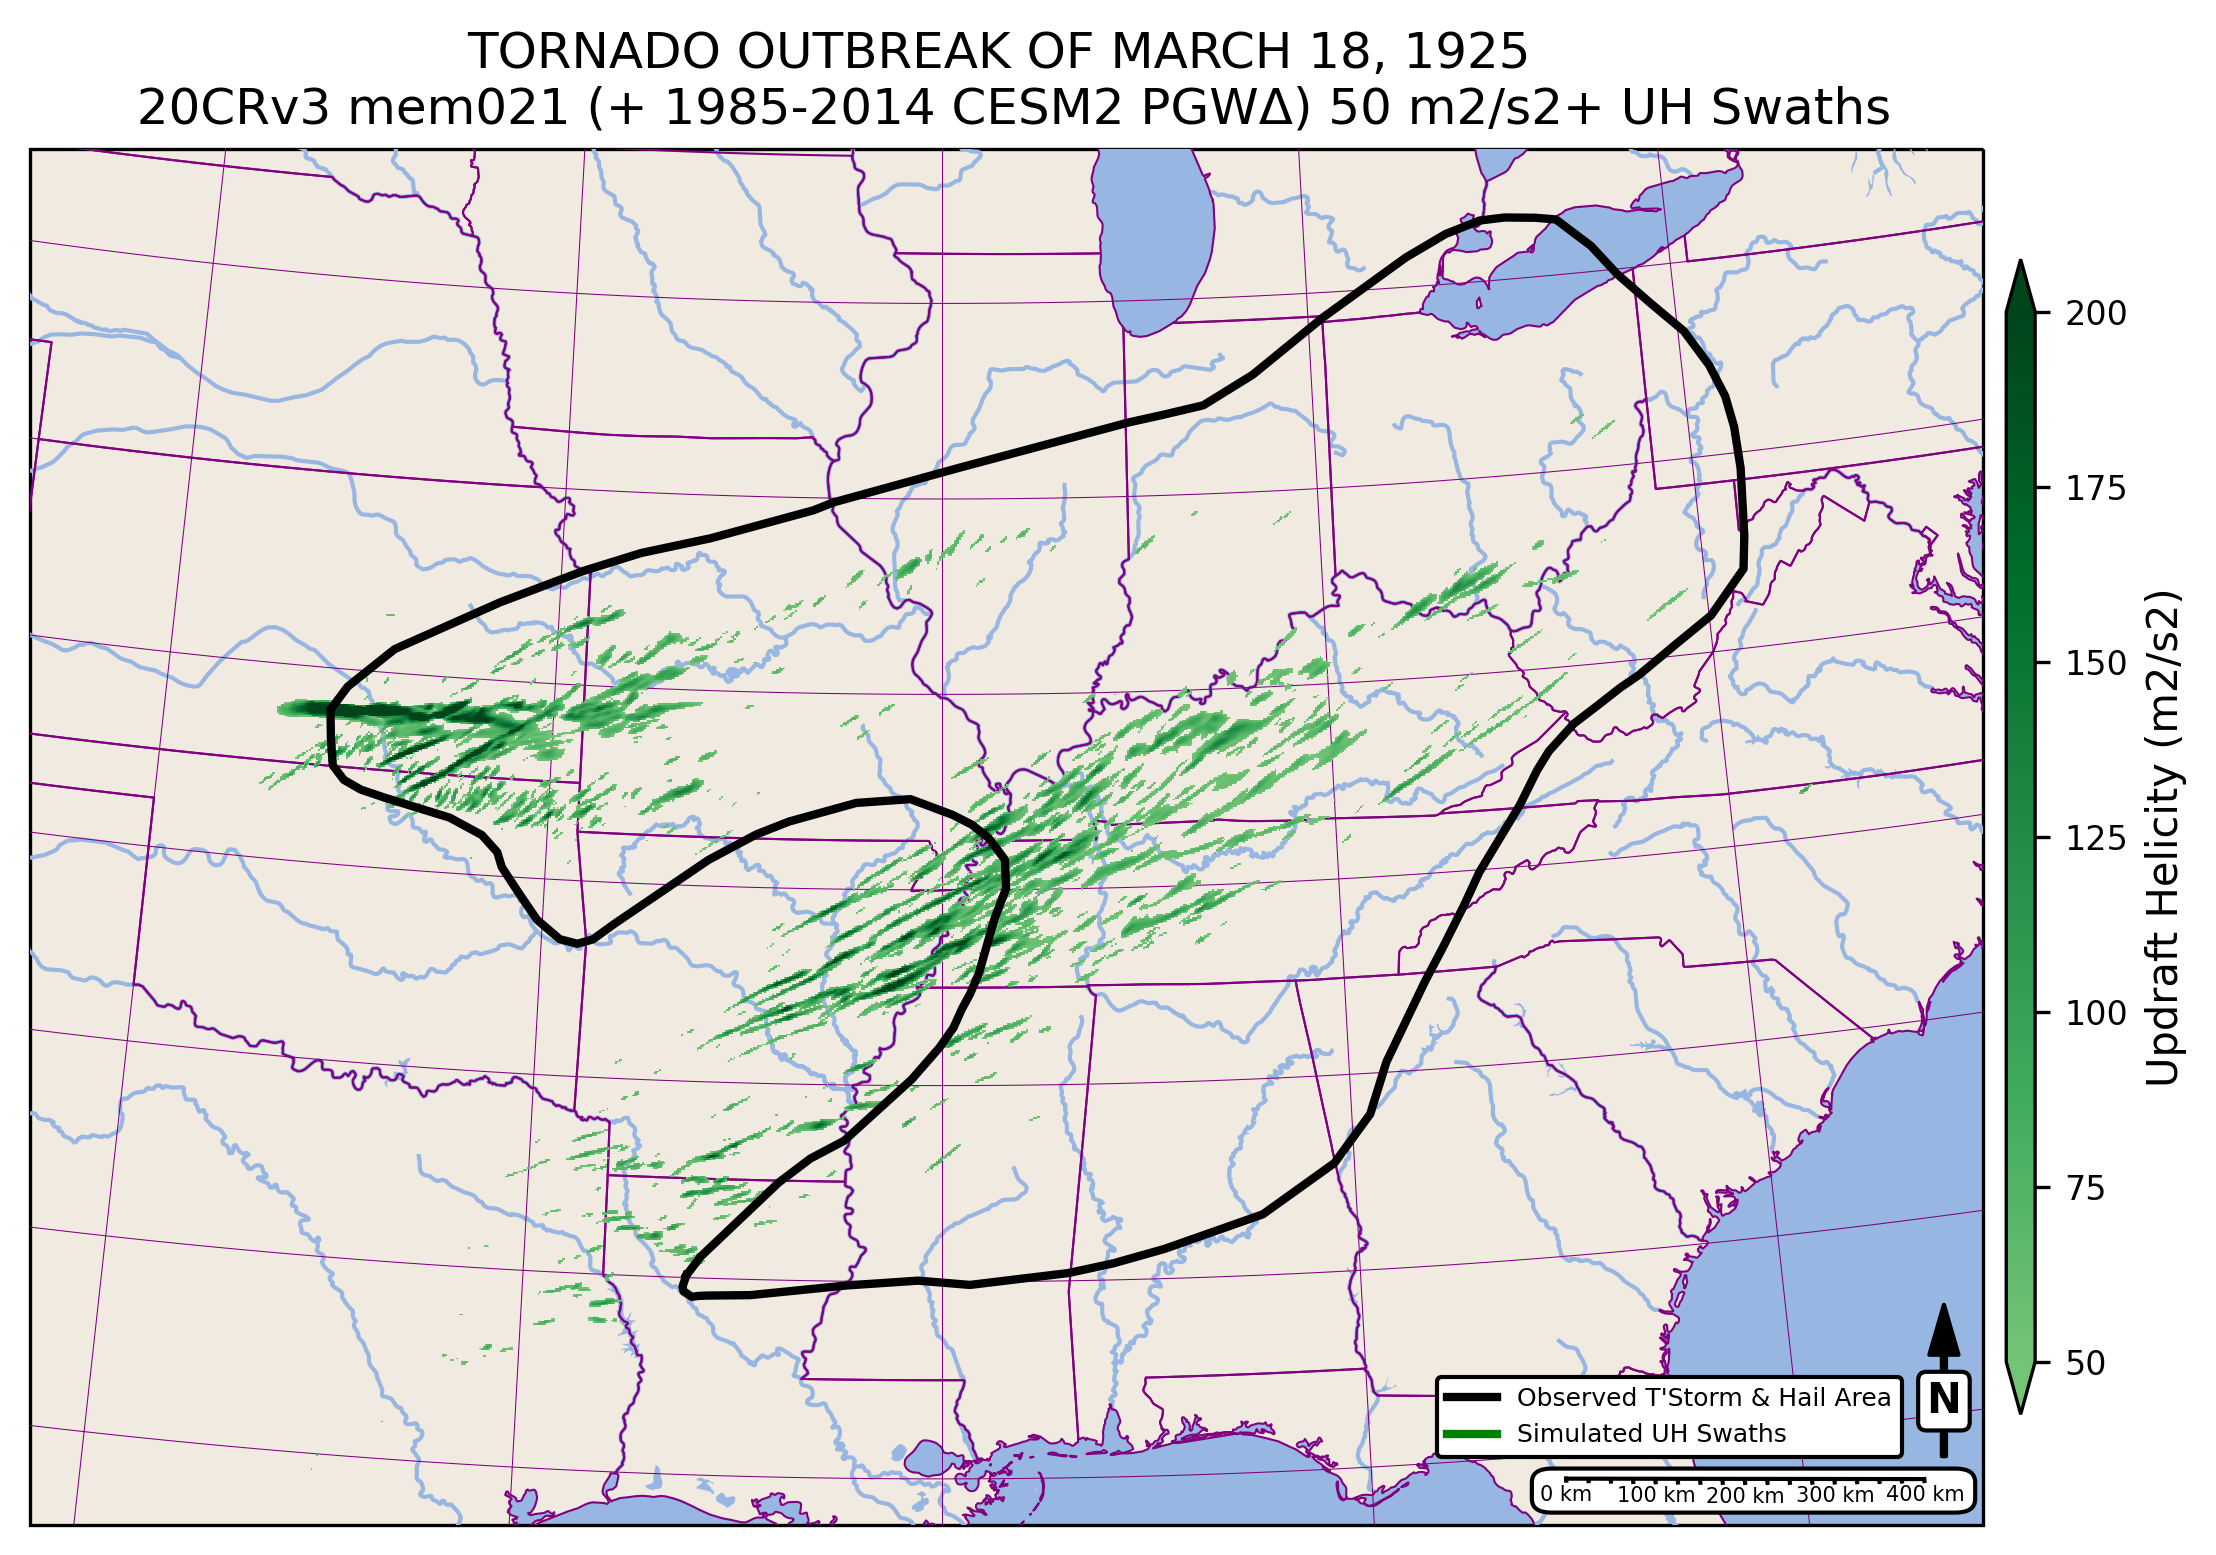 TORNADO OUTBREAK OF MARCH 18, 1925
20CRv3 mem021 (+ 1985-2014 CESM2 PGWΔ) 50 m2/s2+ UH Swaths
200
175
150
125
100
75
50
Updraft Helicity (m2/s2)
Observed T'Storm & Hail Area
Simulated UH Swaths
N
0 km 100 km 200 km 300 km 400 km